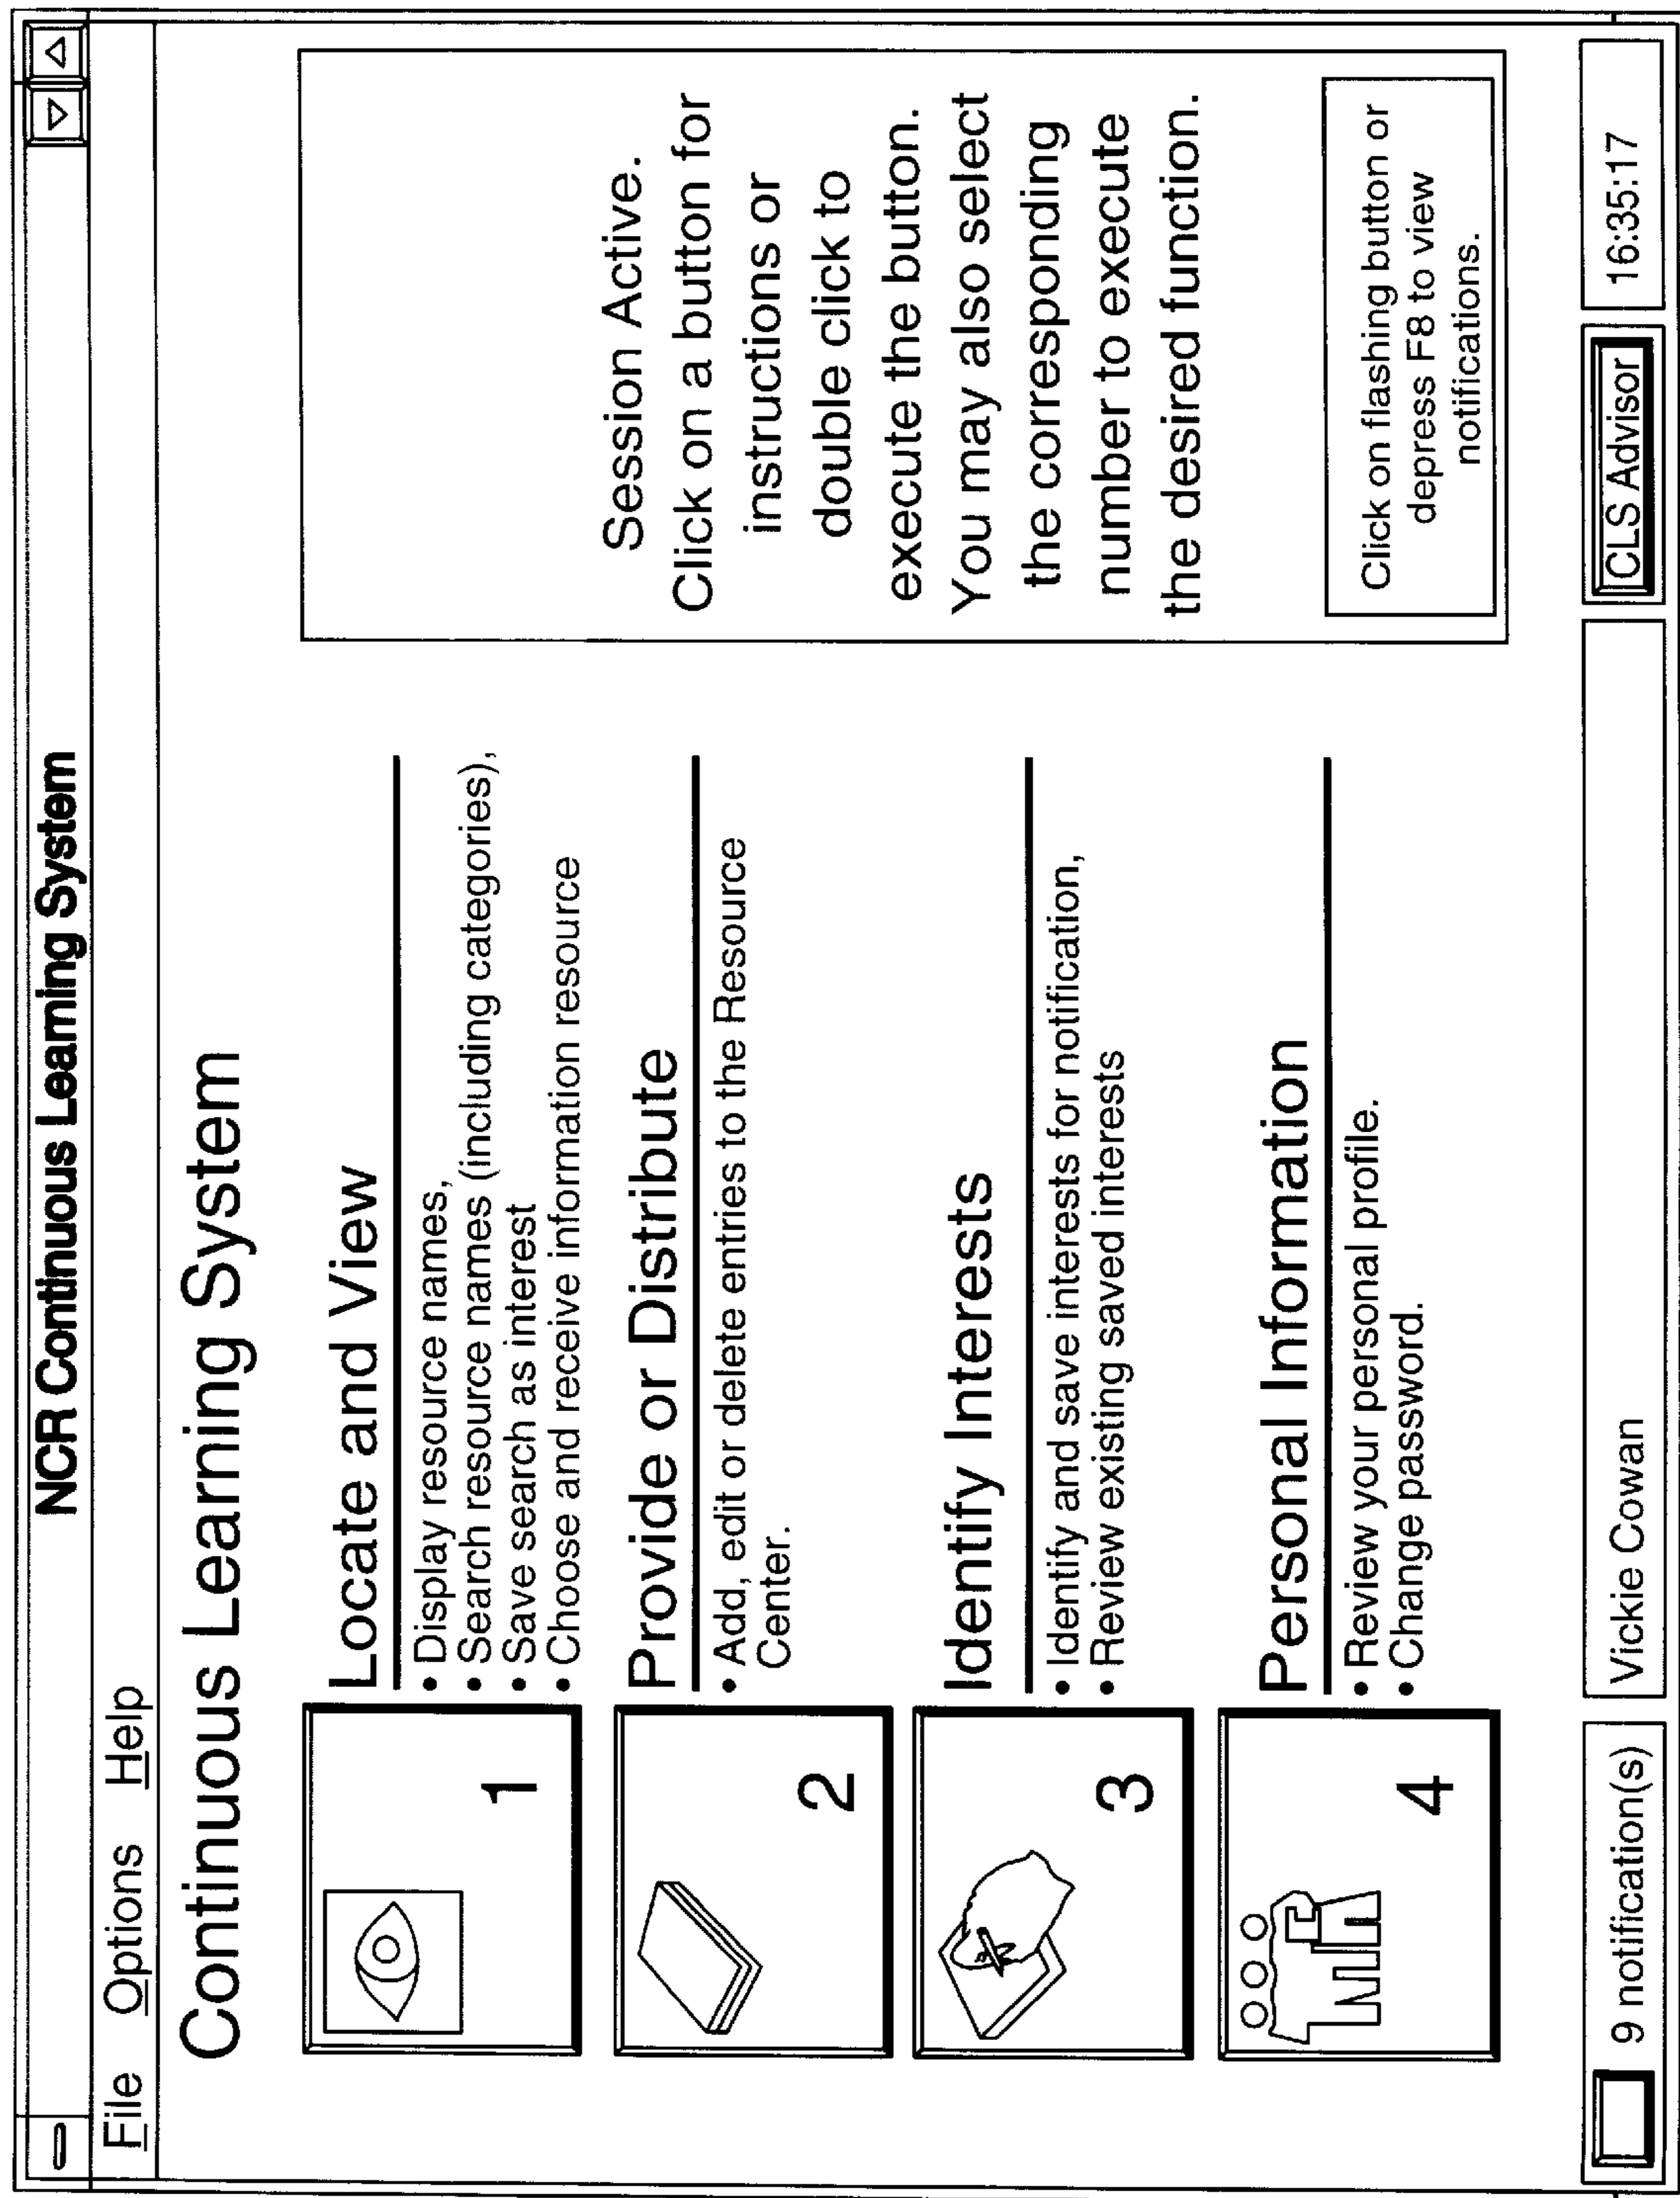 NCR Continuous Learning System
File Options Help
Continuous Learning System
1
Locate and View
• Display resource names,
• Search resource names (including categories),
• Save search as interest
• Choose and receive information resource
2
Provide or Distribute
• Add, edit or delete entries to the Resource
Center.
3
Identify Interests
• Identify and save interests for notification,
• Review existing saved interests
4
Personal Information
• Review your personal profile.
• Change password.
Session Active.
Click on a button for
instructions or
double click to
execute the button.
You may also select
the corresponding
number to execute
the desired function.
Click on flashing button or
depress F8 to view
notifications.
9 notification(s)
Vickie Cowan
CLS Advisor
16:35:17